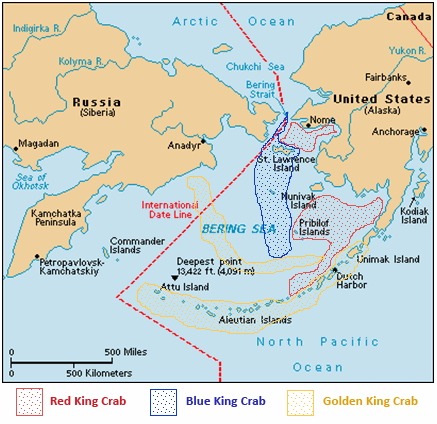 Arctic Ocean
Canada
Indigirka R.
Kolyma R.
Chukchi Sea
Yukon R.
Bering
Strait
Fairbanks
Russia
(Siberia)
United States
(Alaska)
Nome
Anchorage
Magadan
Anadyr
St. Lawrence
Island
Sea of
Okhotsk
Nunivak
Island
Kodiak
Island
International
Date Line
Kamchatka
Peninsula
BERING SEA
Pribilof
Islands
Commander
Islands
Deepest point
13,422 ft. (4,091 m)
Unimak Island
Petropavlovsk-
Kamchatskiy
Attu Island
Dutch
Harbor
Aleutian Islands
500 Miles
500 Kilometers
North Pacific
Ocean
0
0
Red King Crab
Blue King Crab
Golden King Crab